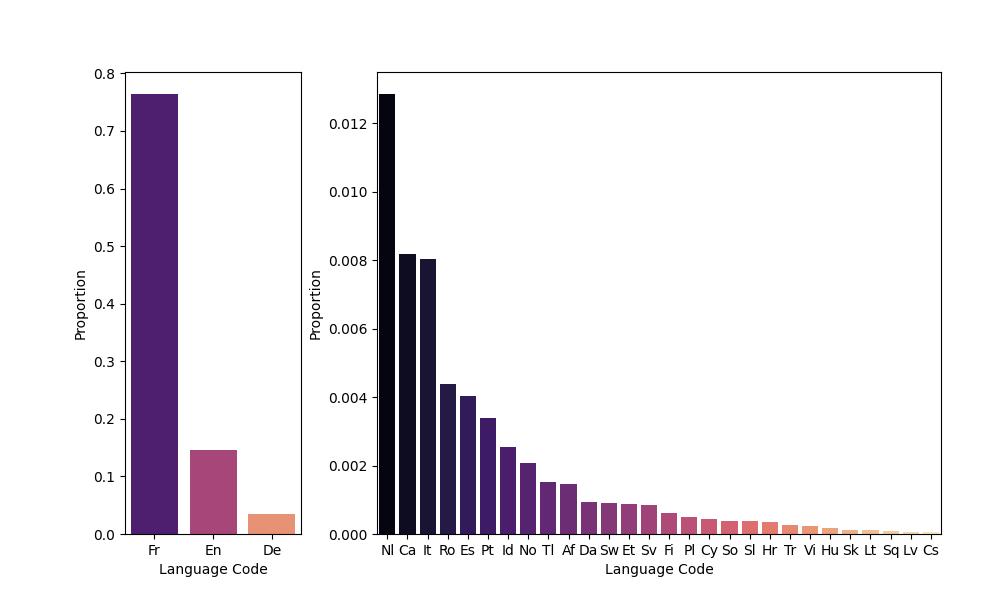 0.8
0.7
0.6
0.5
0.4
0.3
0.2
0.1
0.0
Proportion
Fr En De
Language Code
0.012
0.010
0.008
0.006
0.004
0.002
0.000
Proportion
Nl Ca It Ro Es Pt Id No Tl Af Da Sw Et Sv Fi Pl Cy So Sl Hr Tr Vi Hu Sk Lt Sq Lv Cs
Language Code